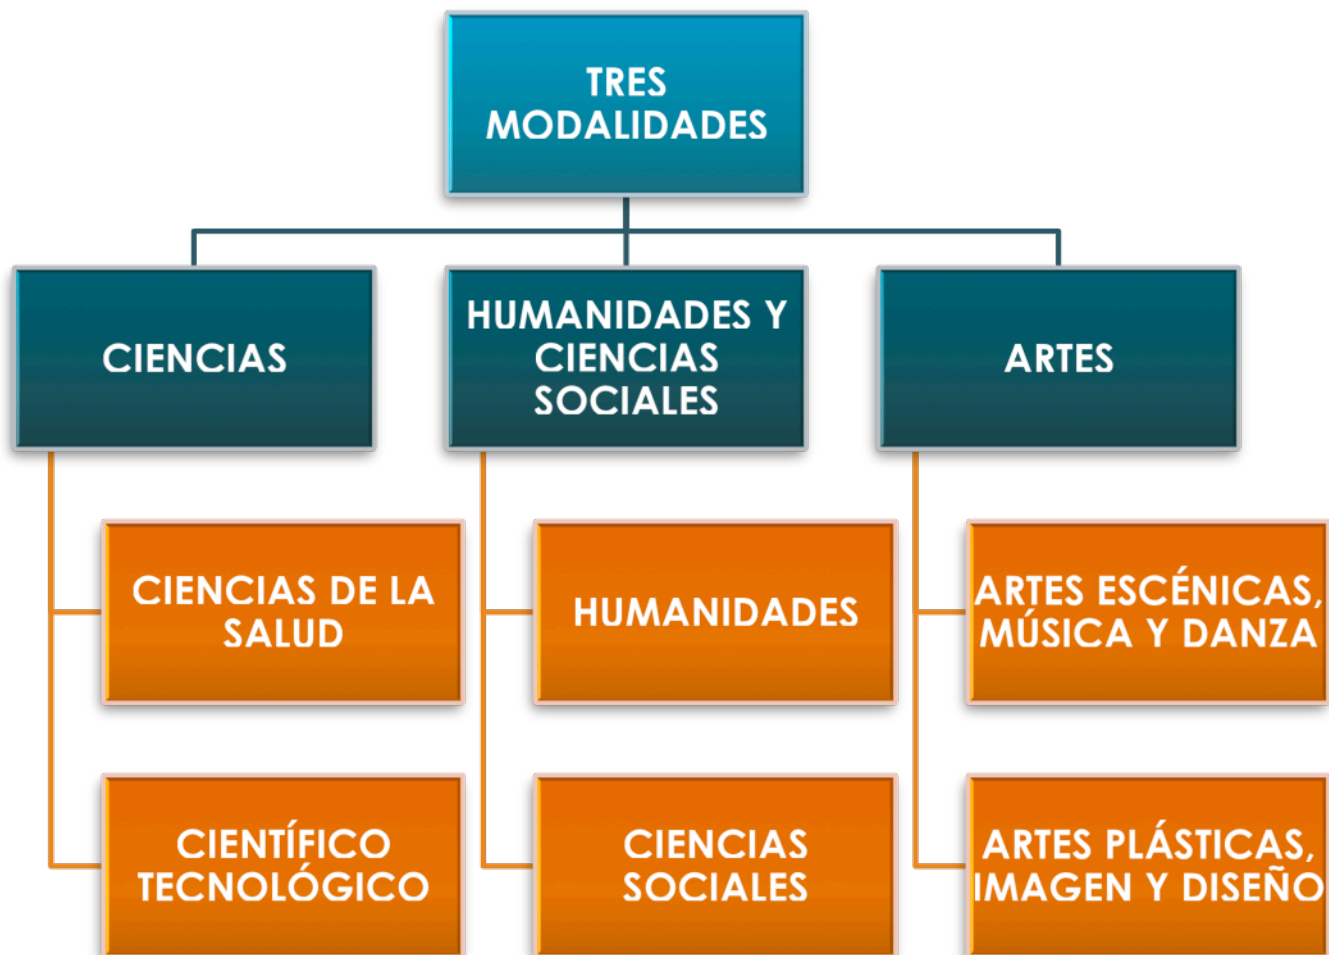 TRES
MODALIDADES
CIENCIAS
HUMANIDADES Y
CIENCIAS
SOCIALES
ARTES
CIENCIAS DE LA
SALUD
HUMANIDADES
ARTES ESCÉNICAS,
MÚSICA Y DANZA
CIENTÍFICO
TECNOLÓGICO
CIENCIAS
SOCIALES
ARTES PLÁSTICAS,
IMAGEN Y DISEÑO